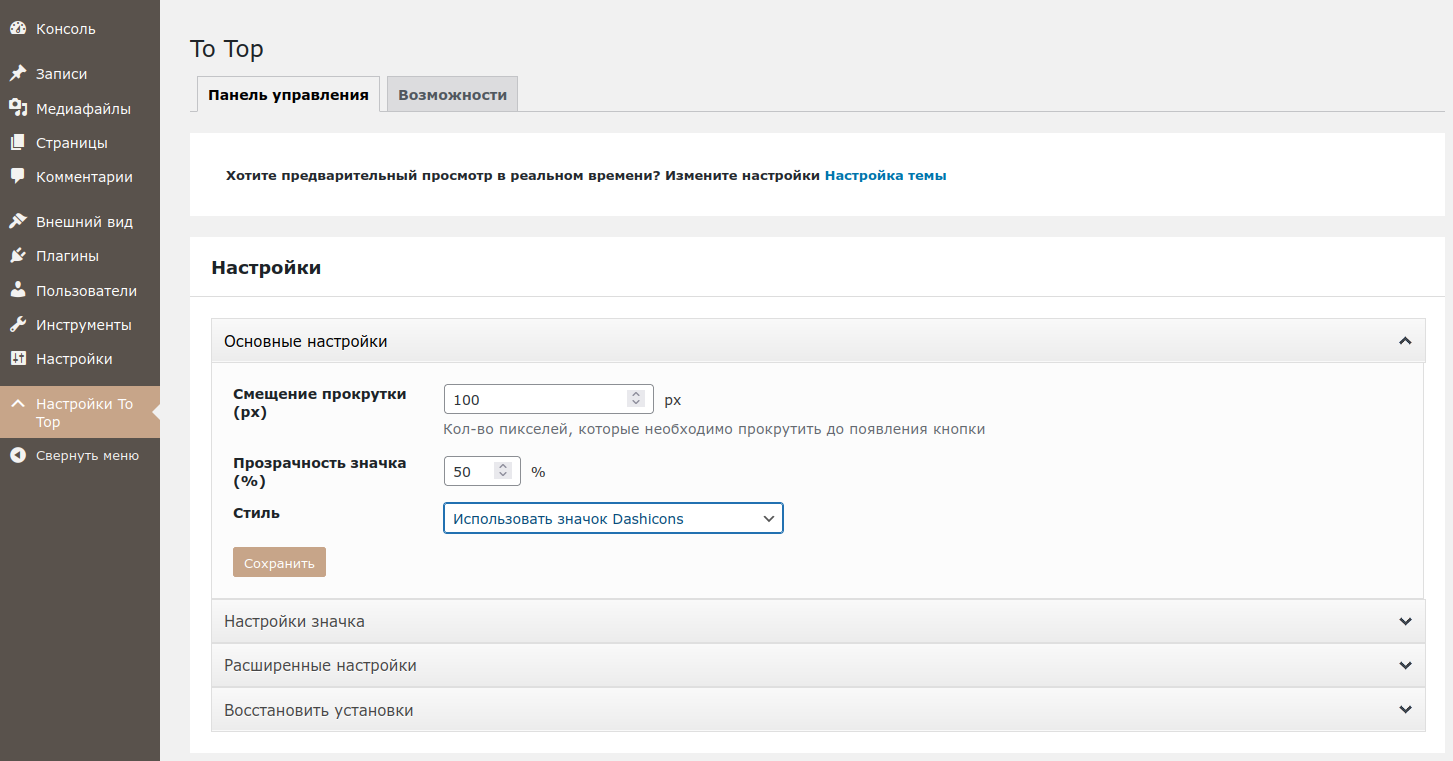 Консоль
Записи
Медиафайлы
Страницы
Комментарии
Внешний вид
Плагины
Пользователи
Инструменты
Настройки
Настройки To
Top
Свернуть меню
To Top
Панель управления
Возможности
Хотите предварительный просмотр в реальном времени? Измените настройки Настройка темы
Настройки
Основные настройки
Смещение прокрутки
(px)
100
px
Кол-во пикселей, которые необходимо прокрутить до появления кнопки
Прозрачность значка
(%)
50
%
Стиль
Использовать значок Dashicons
Сохранить
Настройки значка
Расширенные настройки
Восстановить установки